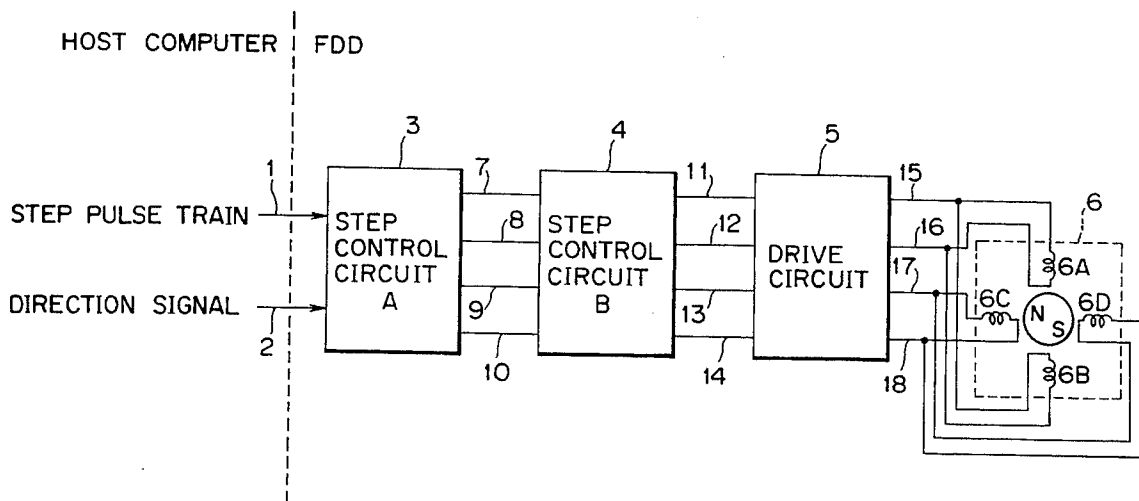 HOST COMPUTER
FDD
3
4
5
1
7
11
15
STEP PULSE TRAIN
STEP
CONTROL
CIRCUIT
A
8
STEP
CONTROL
CIRCUIT
B
12
DRIVE
CIRCUIT
16
6
6A
17
6C
N
S
6D
DIRECTION SIGNAL
2
9
10
13
14
18
6B